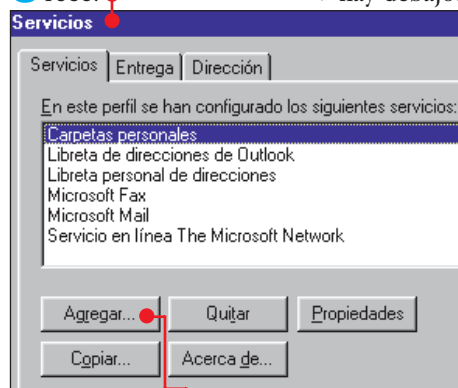 hay debajo
Servicios
Servicios Entrega Dirección
En este perfil se han configurado los siguientes servicios:
Carpetas personales
Libreta de direcciones de Outlook
Libreta personal de direcciones
Microsoft Fax
Microsoft Mail
Servicio en línea The Microsoft Network
Agregar... Quitar Propiedades
Copiar... Acerca de...